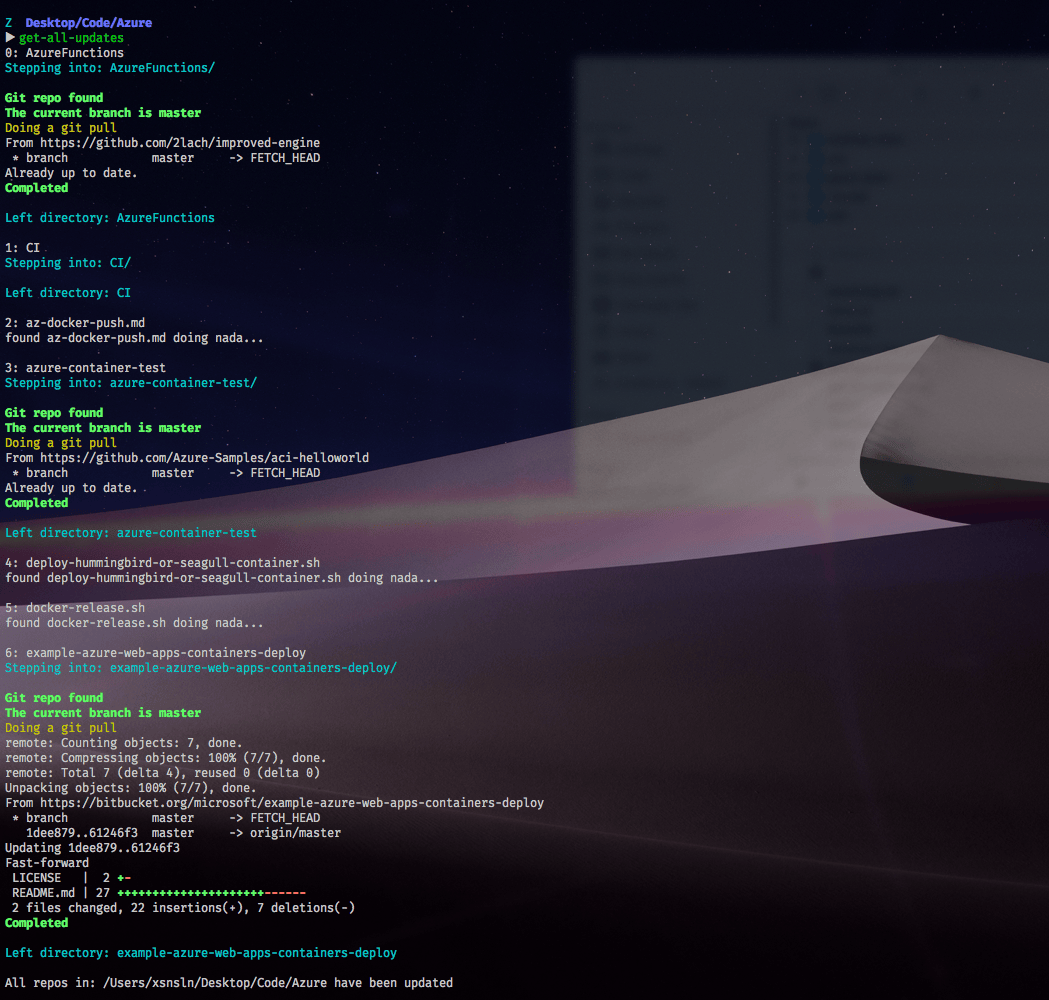 Z  Desktop/Code/Azure
▶ get-all-updates
0: AzureFunctions
Stepping into: AzureFunctions/
Git repo found
The current branch is master
Doing a git pull
From https://github.com/2lach/improved-engine
 * branch            master     -> FETCH_HEAD
Already up to date.
Completed
Left directory: AzureFunctions
1: CI
Stepping into: CI/
Left directory: CI
2: az-docker-push.md
found az-docker-push.md doing nada...
3: azure-container-test
Stepping into: azure-container-test/
Git repo found
The current branch is master
Doing a git pull
From https://github.com/Azure-Samples/aci-helloworld
 * branch            master     -> FETCH_HEAD
Already up to date.
Completed
Left directory: azure-container-test
4: deploy-hummingbird-or-seagull-container.sh
found deploy-hummingbird-or-seagull-container.sh doing nada...
5: docker-release.sh
found docker-release.sh doing nada...
6: example-azure-web-apps-containers-deploy
Stepping into: example-azure-web-apps-containers-deploy/
Git repo found
The current branch is master
Doing a git pull
remote: Counting objects: 7, done.
remote: Compressing objects: 100% (7/7), done.
remote: Total 7 (delta 4), reused 0 (delta 0)
Unpacking objects: 100% (7/7), done.
From https://bitbucket.org/microsoft/example-azure-web-apps-containers-deploy
 * branch            master     -> FETCH_HEAD
   1dee879..61246f3  master     -> origin/master
Updating 1dee879..61246f3
Fast-forward
 LICENSE   |  2 +-
 README.md | 27 +++++++++++++++++++++------
 2 files changed, 22 insertions(+), 7 deletions(-)
Completed
Left directory: example-azure-web-apps-containers-deploy
All repos in: /Users/xsnsln/Desktop/Code/Azure have been updated